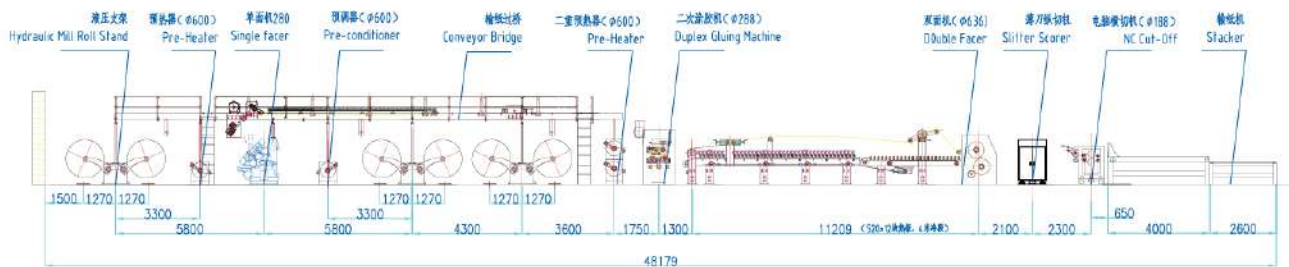 液压支架
Hydraulic Mill Roll Stand
预热器(Φ600)
Pre-Heater
单面机280
Single facer
预调器(Φ600)
Pre-conditioner
输纸过桥
Conveyor Bridge
二重预热器(Φ600)
Pre-Heater
二次涂胶机(Φ288)
Duplex Gluing Machine
双面机(Φ636)
DOuble Facer
薄刀纵切机
Slitter Scorer
电脑横切机(Φ188)
NC Cut-Off
输纸机
Stacker
1500 1270 1270 1270 1270 1270 1270
3300 3300 650
5800 5800 4300 3600 1750 1300 11209 2100 2300 4000 2600
48179